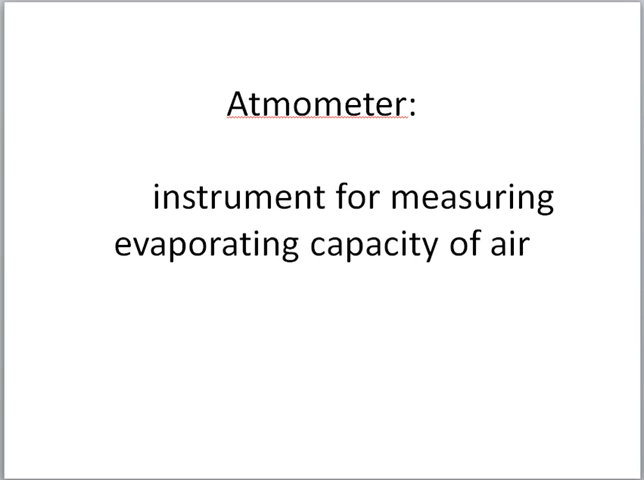 Atmometer:
instrument for measuring
evaporating capacity of air